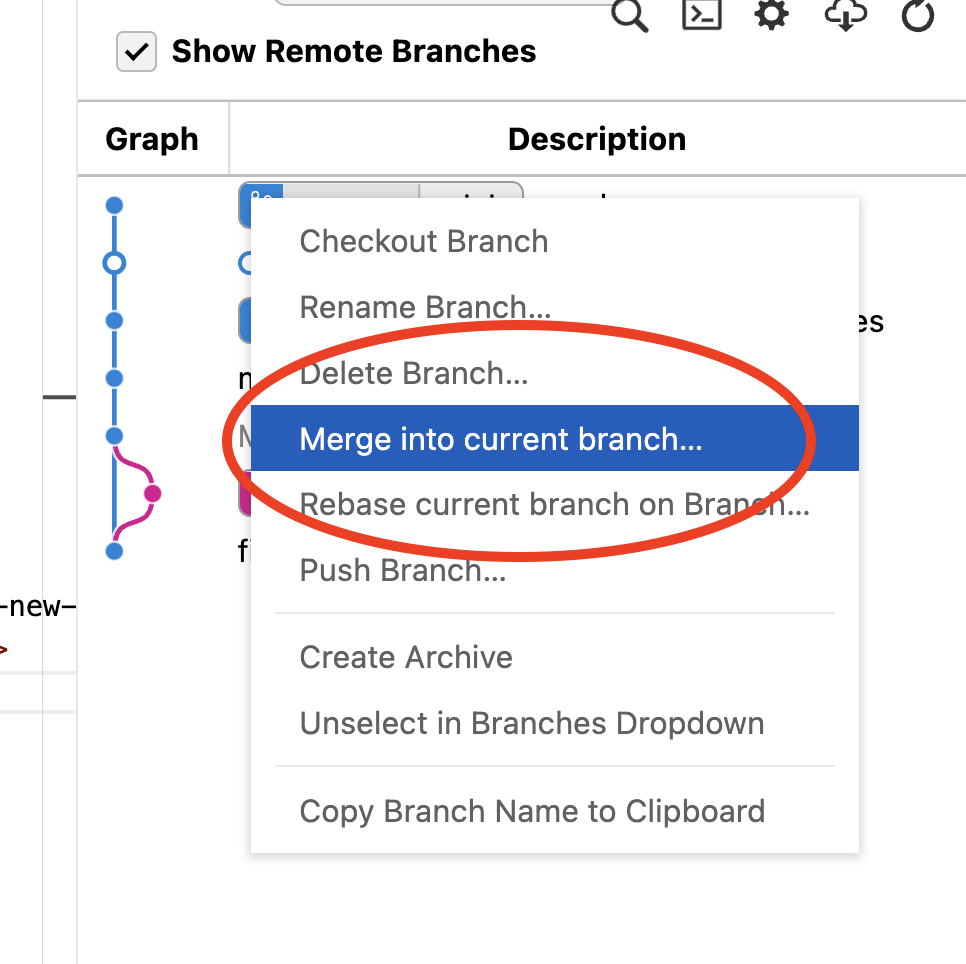 Show Remote Branches
Graph
Description
Checkout Branch
Rename Branch...
es
Delete Branch...
Merge into current branch...
Rebase current branch on Branch...
Push Branch...
-new-
>
Create Archive
Unselect in Branches Dropdown
Copy Branch Name to Clipboard